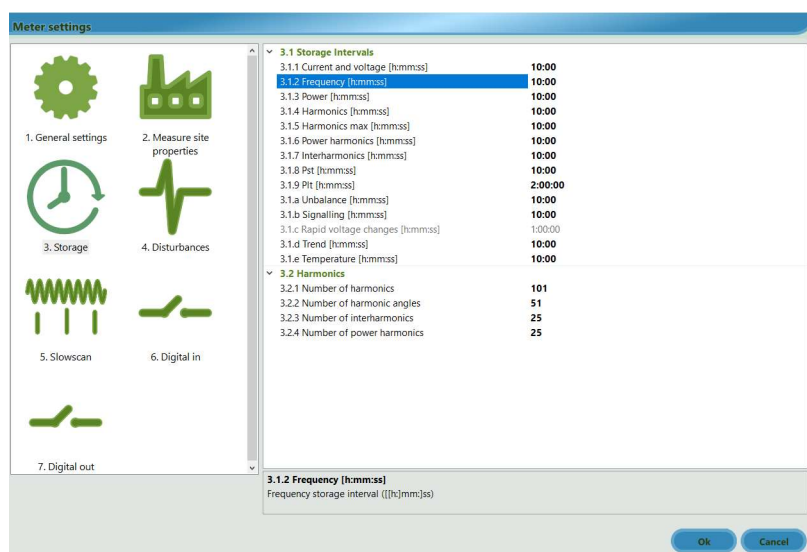 Meter settings
1. General settings
2. Measure site
properties
3. Storage
4. Disturbances
5. Slowscan
6. Digital in
7. Digital out
3.1 Storage Intervals
3.1.1 Current and voltage [h:mm:ss] 10:00
3.1.2 Frequency [h:mm:ss] 10:00
3.1.3 Power [h:mm:ss] 10:00
3.1.4 Harmonics [h:mm:ss] 10:00
3.1.5 Harmonics max [h:mm:ss] 10:00
3.1.6 Power harmonics [h:mm:ss] 10:00
3.1.7 Interharmonics [h:mm:ss] 10:00
3.1.8 Pst [h:mm:ss] 10:00
3.1.9 Plt [h:mm:ss] 2:00:00
3.1.a Unbalance [h:mm:ss] 10:00
3.1.b Signalling [h:mm:ss] 10:00
3.1.c Rapid voltage changes [h:mm:ss] 1:00:00
3.1.d Trend [h:mm:ss] 10:00
3.1.e Temperature [h:mm:ss] 10:00
3.2 Harmonics
3.2.1 Number of harmonics 101
3.2.2 Number of harmonic angles 51
3.2.3 Number of interharmonics 25
3.2.4 Number of power harmonics 25
3.1.2 Frequency [h:mm:ss]
Frequency storage interval ([[h:]mm:]ss)
Ok Cancel